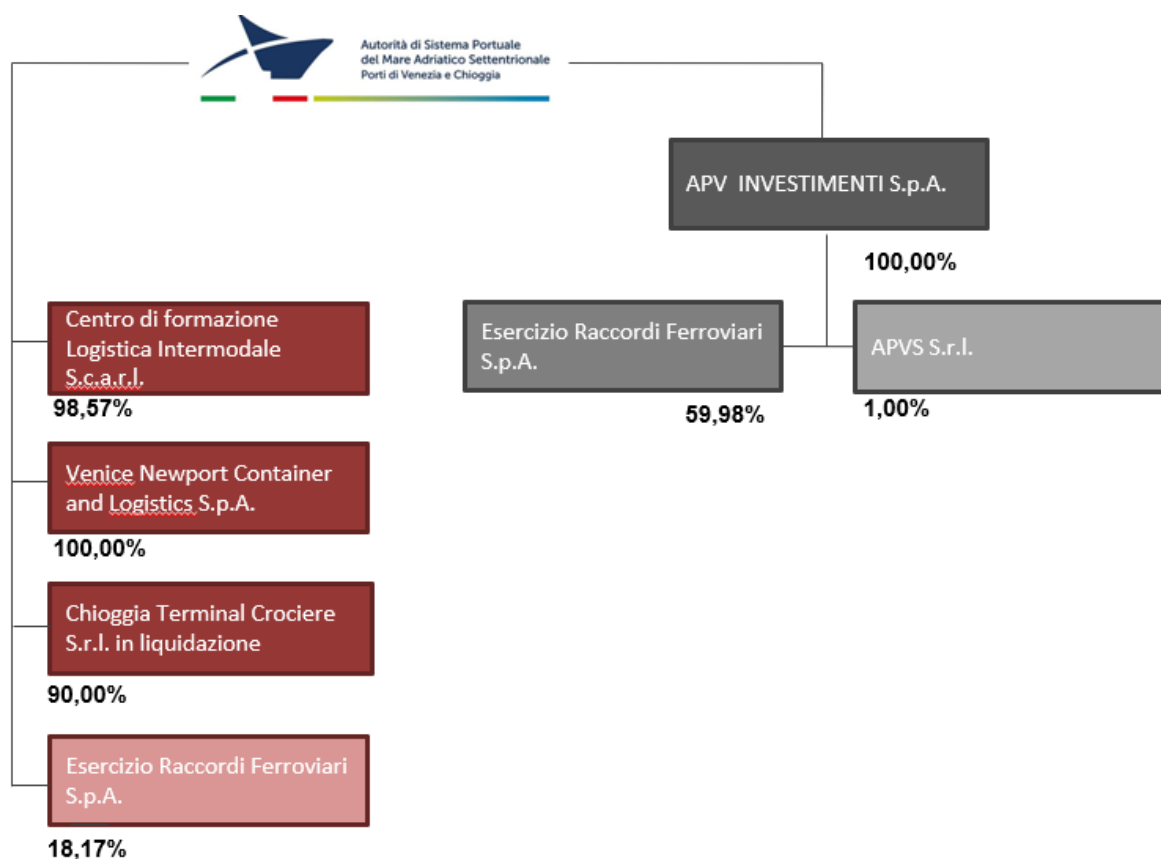 Autorità di Sistema Portuale
del Mare Adriatico Settentrionale
Porti di Venezia e Chioggia
APV INVESTIMENTI S.p.A.
100,00%
Centro di formazione
Logistica Intermodale
S.c.a.r.l.
98,57%
Esercizio Raccordi Ferroviari
S.p.A.
59,98%
APVS S.r.l.
1,00%
Venice Newport Container
and Logistics S.p.A.
100,00%
Chioggia Terminal Crociere
S.r.l. in liquidazione
90,00%
Esercizio Raccordi Ferroviari
S.p.A.
18,17%